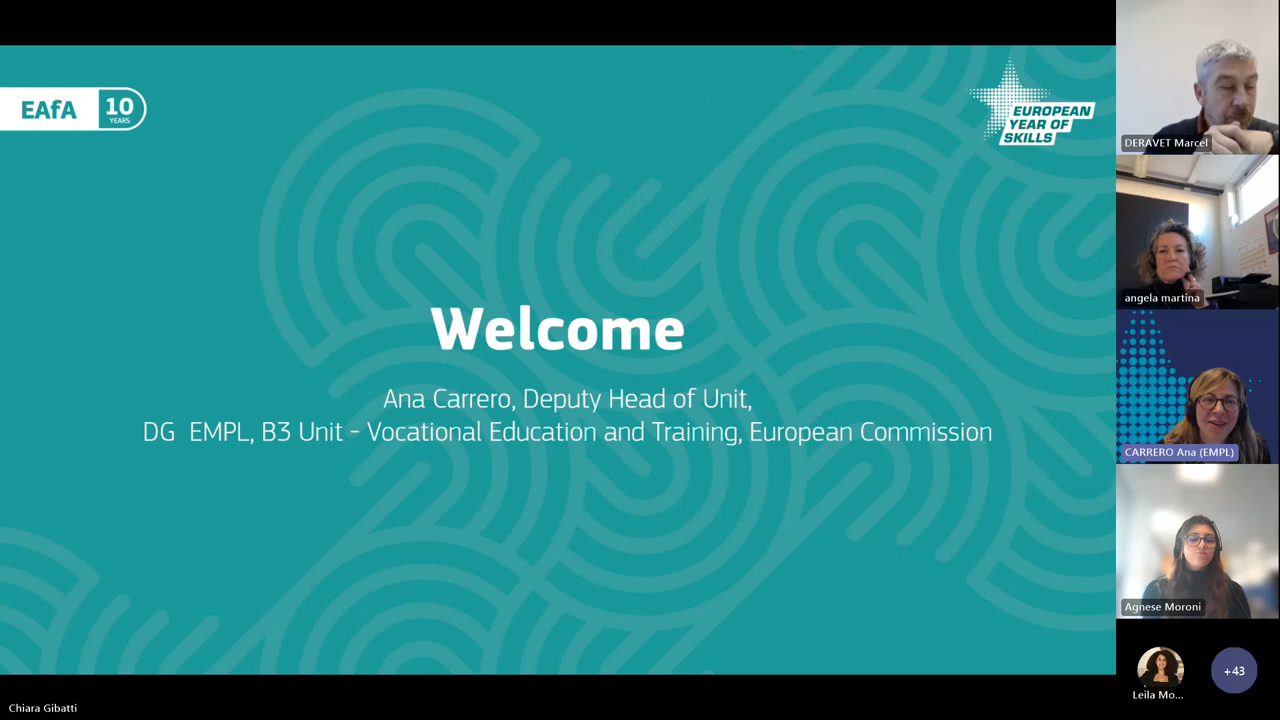 EAfA
10
YEARS
EUROPEAN
YEAR OF
SKILLS
Welcome
Ana Carrero, Deputy Head of Unit,
DG EMPL, B3 Unit - Vocational Education and Training, European Commission
DERAVET Marcel
angela martina
CARRERO Ana (EMPL)
Agnese Moroni
Leila Mo...
+43
Chiara Gibatti